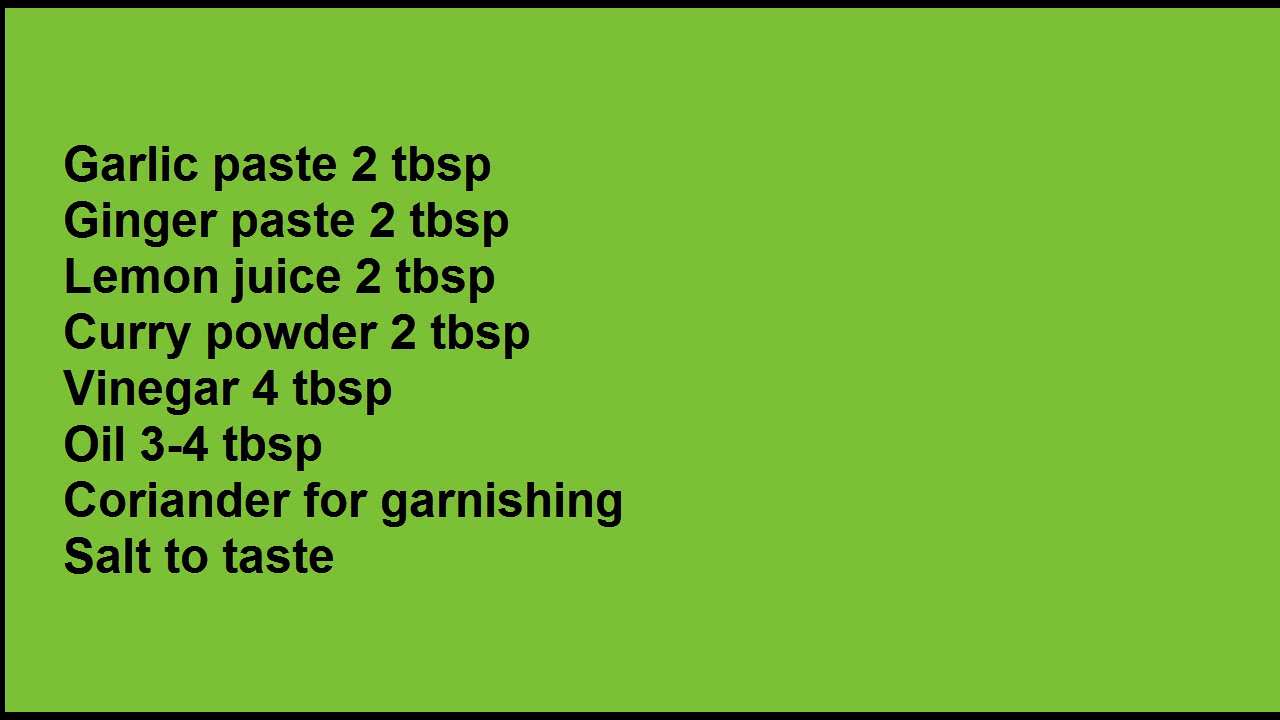 Garlic paste 2 tbsp
Ginger paste 2 tbsp
Lemon juice 2 tbsp
Curry powder 2 tbsp
Vinegar 4 tbsp
Oil 3-4 tbsp
Coriander for garnishing
Salt to taste